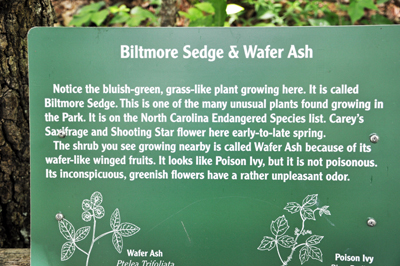 Biltmore Sedge & Wafer Ash
Notice the bluish-green, grass-like plant growing here. It is called
Biltmore Sedge. This is one of the many unusual plants found growing in
the Park. It is on the North Carolina Endangered Species list. Carey's
Saxifrage and Shooting Star flower here early-to-late spring.
The shrub you see growing nearby is called Wafer Ash because of its
wafer-like winged fruits. It looks like Poison Ivy, but it is not poisonous.
Its inconspicuous, greenish flowers have a rather unpleasant odor.
Wafer Ash
Ptelea Trifoliata
Poison Ivy